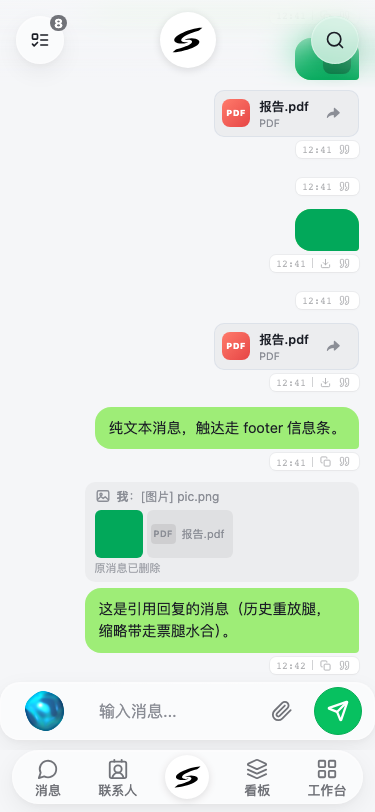 8
报告.pdf
PDF
PDF
12:41
12:41
12:41
12:41
报告.pdf
PDF
PDF
12:41
纯文本消息，触达走 footer 信息条。
12:41
我：[图片] pic.png
PDF 报告.pdf
原消息已删除
这是引用回复的消息（历史重放腿，
缩略带走票腿水合）。
12:42
输入消息...
消息 联系人 看板 工作台